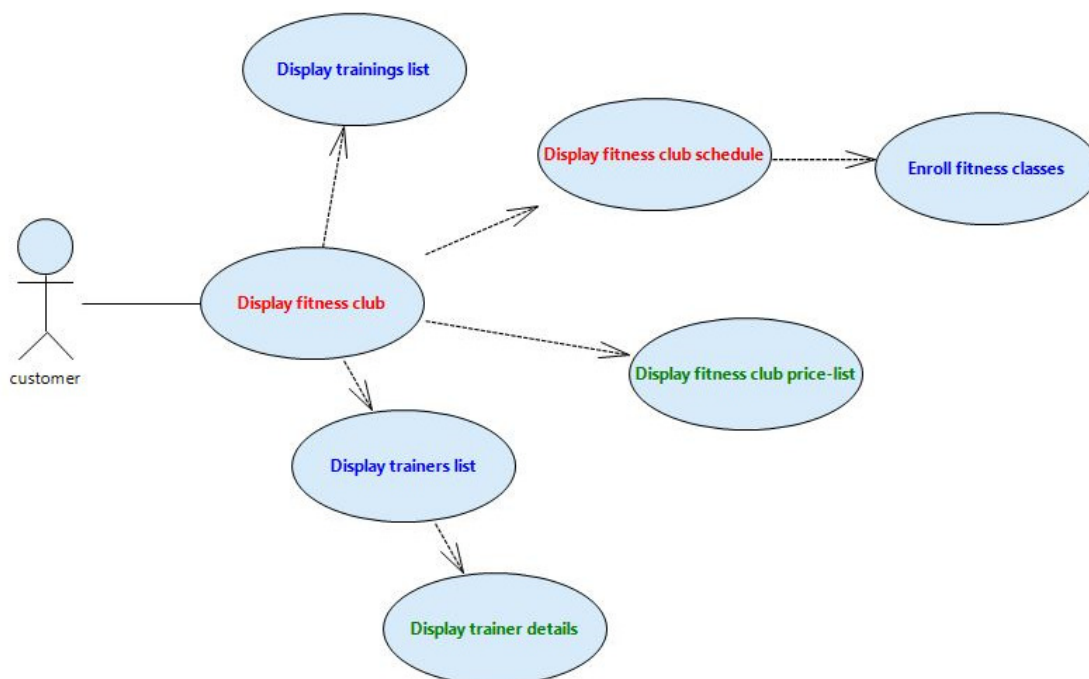 Display trainings list
Display fitness club schedule
Enroll fitness classes
Display fitness club
customer
Display fitness club price-list
Display trainers list
Display trainer details